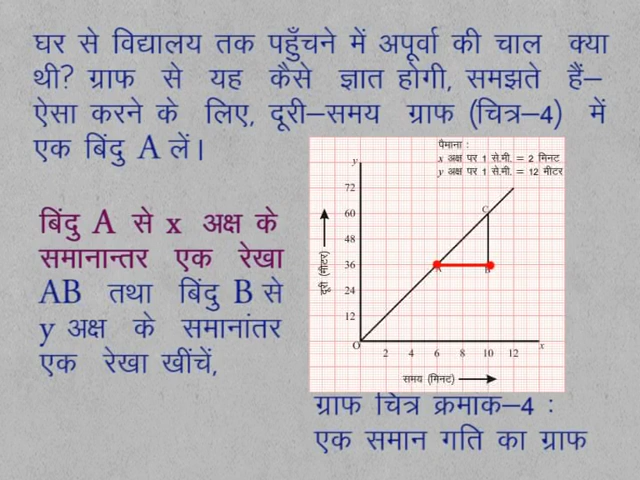 घर से विद्यालय तक पहुँचने में अपूर्वा की चाल क्या
थी? ग्राफ से यह कैसे ज्ञात होगी, समझते हैं–
ऐसा करने के लिए, दूरी–समय ग्राफ (चित्र–4) में
एक बिंदु A लें।
बिंदु A से x अक्ष के
समानान्तर एक रेखा
AB तथा बिंदु B से
y अक्ष के समानांतर
एक रेखा खींचें,
पैमाना :
x अक्ष पर 1 से.मी. = 2 मिनट
y अक्ष पर 1 से.मी. = 12 मीटर
y
72
60
48
36
24
12
C
A
B
दूरी (मीटर)
O
2 4 6 8 10 12
x
समय (मिनट)
ग्राफ चित्र क्रमांक–4 :
एक समान गति का ग्राफ